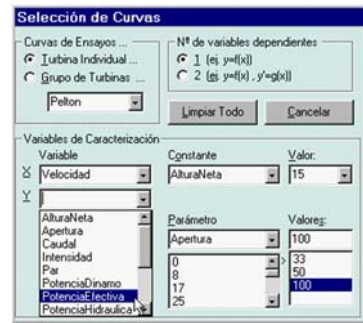 Selección de Curvas
Curvas de Ensayos ...
Turbina Individual ...
Grupo de Turbinas ...
Pelton
Nº de variables dependientes
1 (ej. y=f(x))
2 (ej. y=f(x) , y'=g(x))
Limpiar Todo
Cancelar
Variables de Caracterización
Variable
Constante
Valor:
X Velocidad
AlturaNeta
15
Y
AlturaNeta
Apertura
Caudal
Intensidad
Par
PotenciaDinamo
PotenciaEfectiva
PotenciaHidraulica
Parámetro
Valores:
Apertura
100
0
8
17
25
>
33
50
100